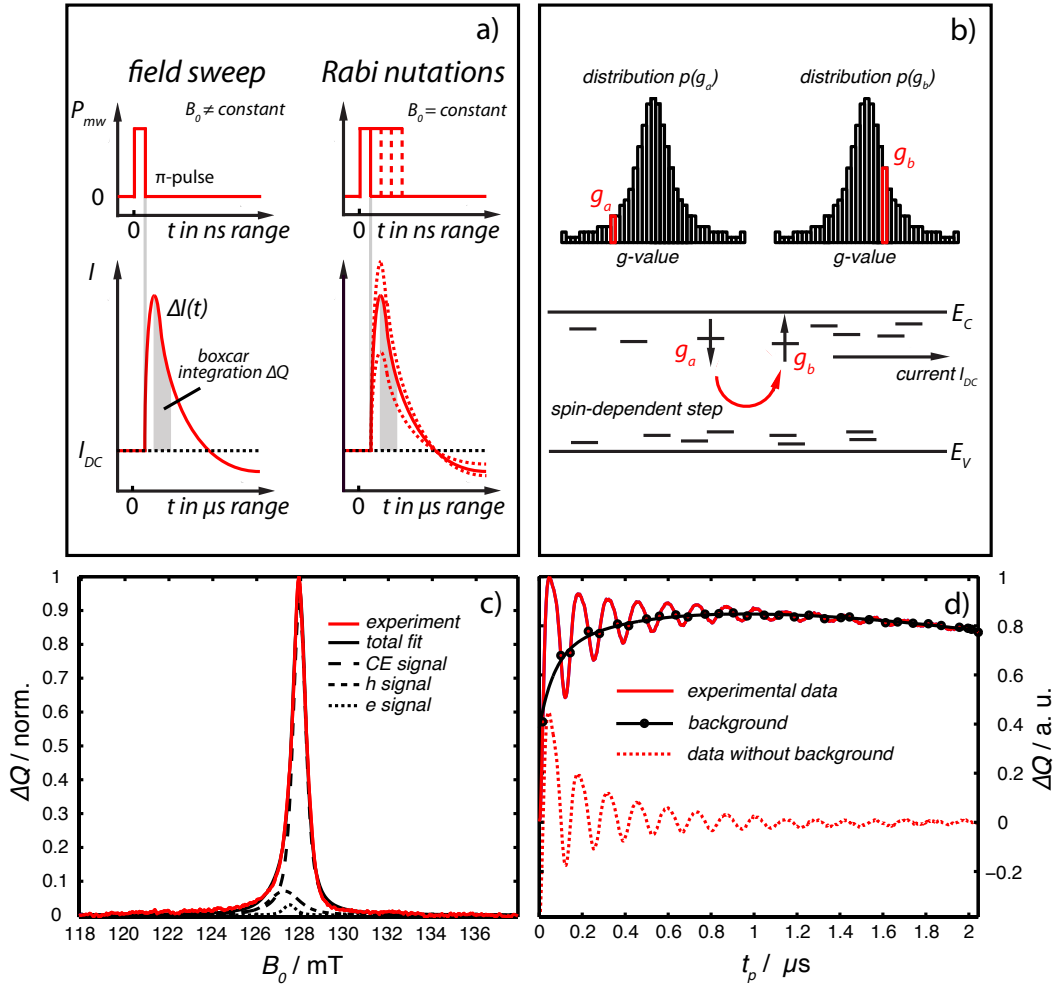 a)
field sweep
Rabi nutations
P_mw
B_0 ≠ constant
B_0 = constant
π-pulse
0
0
0
t in ns range
t in ns range
I
ΔI(t)
boxcar
integration ΔQ
I_DC
0
0
t in μs range
t in μs range
b)
distribution p(g_a)
distribution p(g_b)
g_a
g_b
g-value
g-value
E_C
g_a
g_b
current I_DC
spin-dependent step
E_V
c)
1
0.9
0.8
0.7
0.6
0.5
0.4
0.3
0.2
0.1
0
ΔQ / norm.
experiment
total fit
CE signal
h signal
e signal
118 120 122 124 126 128 130 132 134 136
B_0 / mT
d)
1
0.8
0.6
0.4
0.2
0
−0.2
ΔQ / a. u.
experimental data
background
data without background
0 0.2 0.4 0.6 0.8 1 1.2 1.4 1.6 1.8 2
t_p / μs